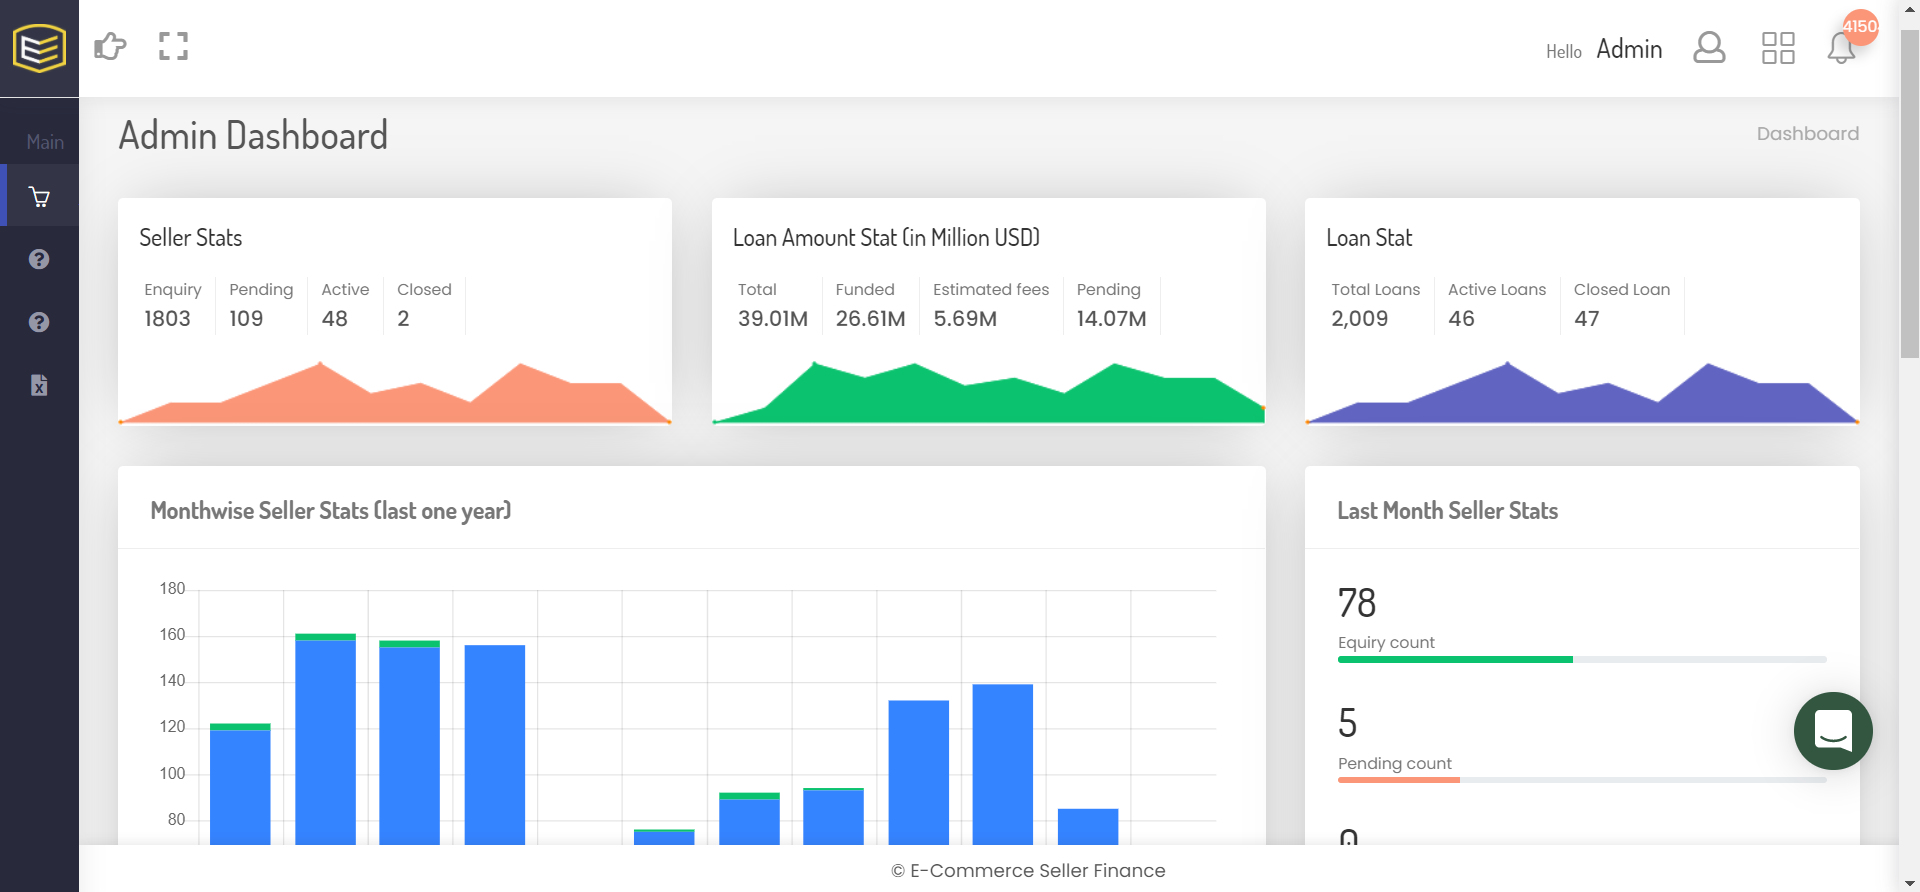 Hello Admin
4150
Main
Admin Dashboard
Dashboard
Seller Stats
Enquiry Pending Active Closed
1803 109 48 2
Loan Amount Stat (in Million USD)
Total Funded Estimated fees Pending
39.01M 26.61M 5.69M 14.07M
Loan Stat
Total Loans Active Loans Closed Loan
2,009 46 47
Monthwise Seller Stats (last one year)
180
160
140
120
100
80
Last Month Seller Stats
78
Equiry count
5
Pending count
© E-Commerce Seller Finance